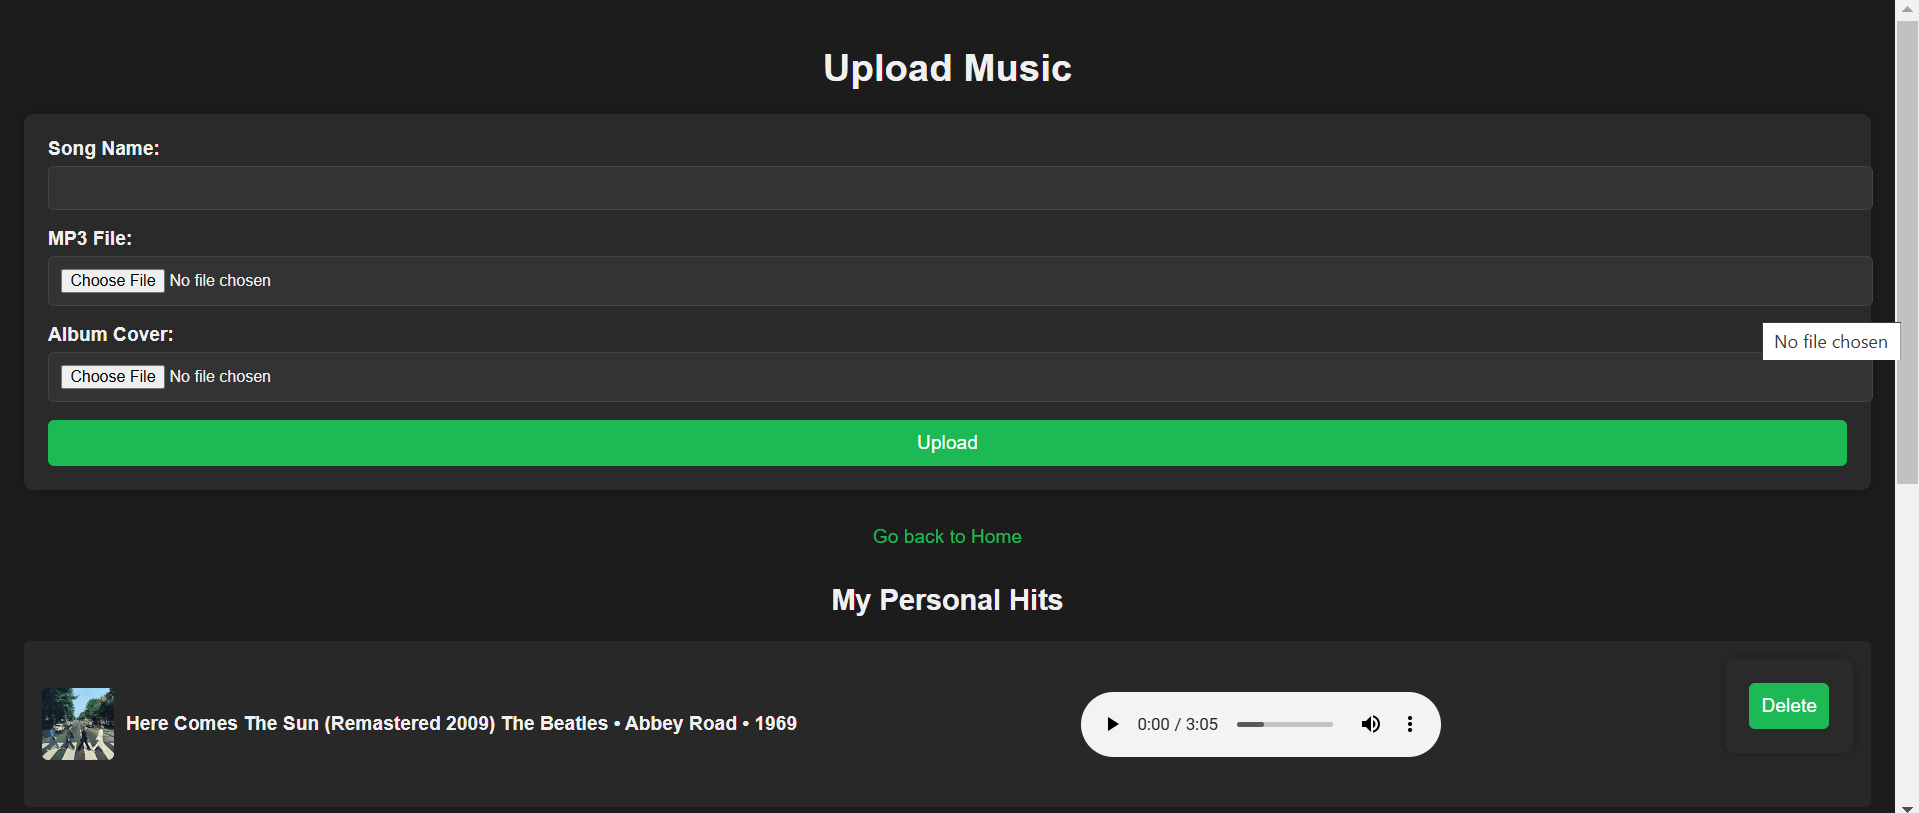 Upload Music
Song Name:
MP3 File:
Choose File No file chosen
Album Cover:
No file chosen
Choose File No file chosen
Upload
Go back to Home
My Personal Hits
Here Comes The Sun (Remastered 2009) The Beatles • Abbey Road • 1969
0:00 / 3:05
Delete